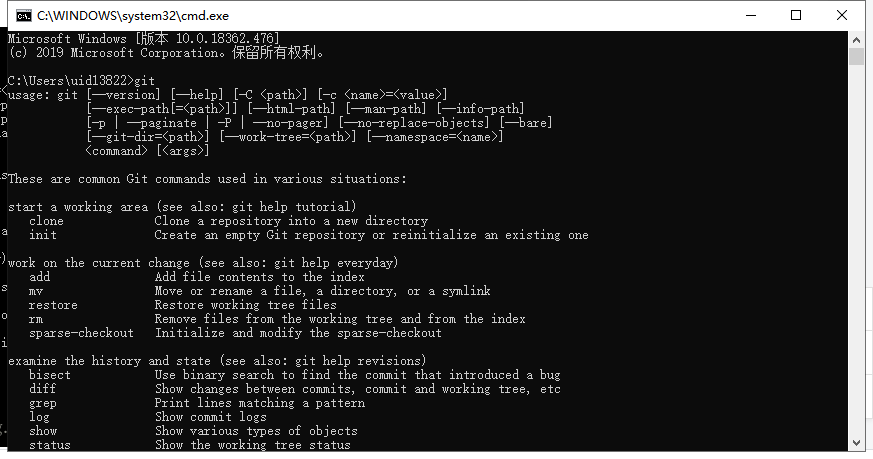 C:\WINDOWS\system32\cmd.exe
Microsoft Windows [版本 10.0.18362.476]
(c) 2019 Microsoft Corporation。保留所有权利。
C:\Users\uid13822>git
usage: git [--version] [--help] [-C <path>] [-c <name>=<value>]
[--exec-path[=<path>]] [--html-path] [--man-path] [--info-path]
[-p | --paginate | -P | --no-pager] [--no-replace-objects] [--bare]
[--git-dir=<path>] [--work-tree=<path>] [--namespace=<name>]
<command> [<args>]
These are common Git commands used in various situations:
start a working area (see also: git help tutorial)
clone Clone a repository into a new directory
init Create an empty Git repository or reinitialize an existing one
work on the current change (see also: git help everyday)
add Add file contents to the index
mv Move or rename a file, a directory, or a symlink
restore Restore working tree files
rm Remove files from the working tree and from the index
sparse-checkout Initialize and modify the sparse-checkout
examine the history and state (see also: git help revisions)
bisect Use binary search to find the commit that introduced a bug
diff Show changes between commits, commit and working tree, etc
grep Print lines matching a pattern
log Show commit logs
show Show various types of objects
status Show the working tree status